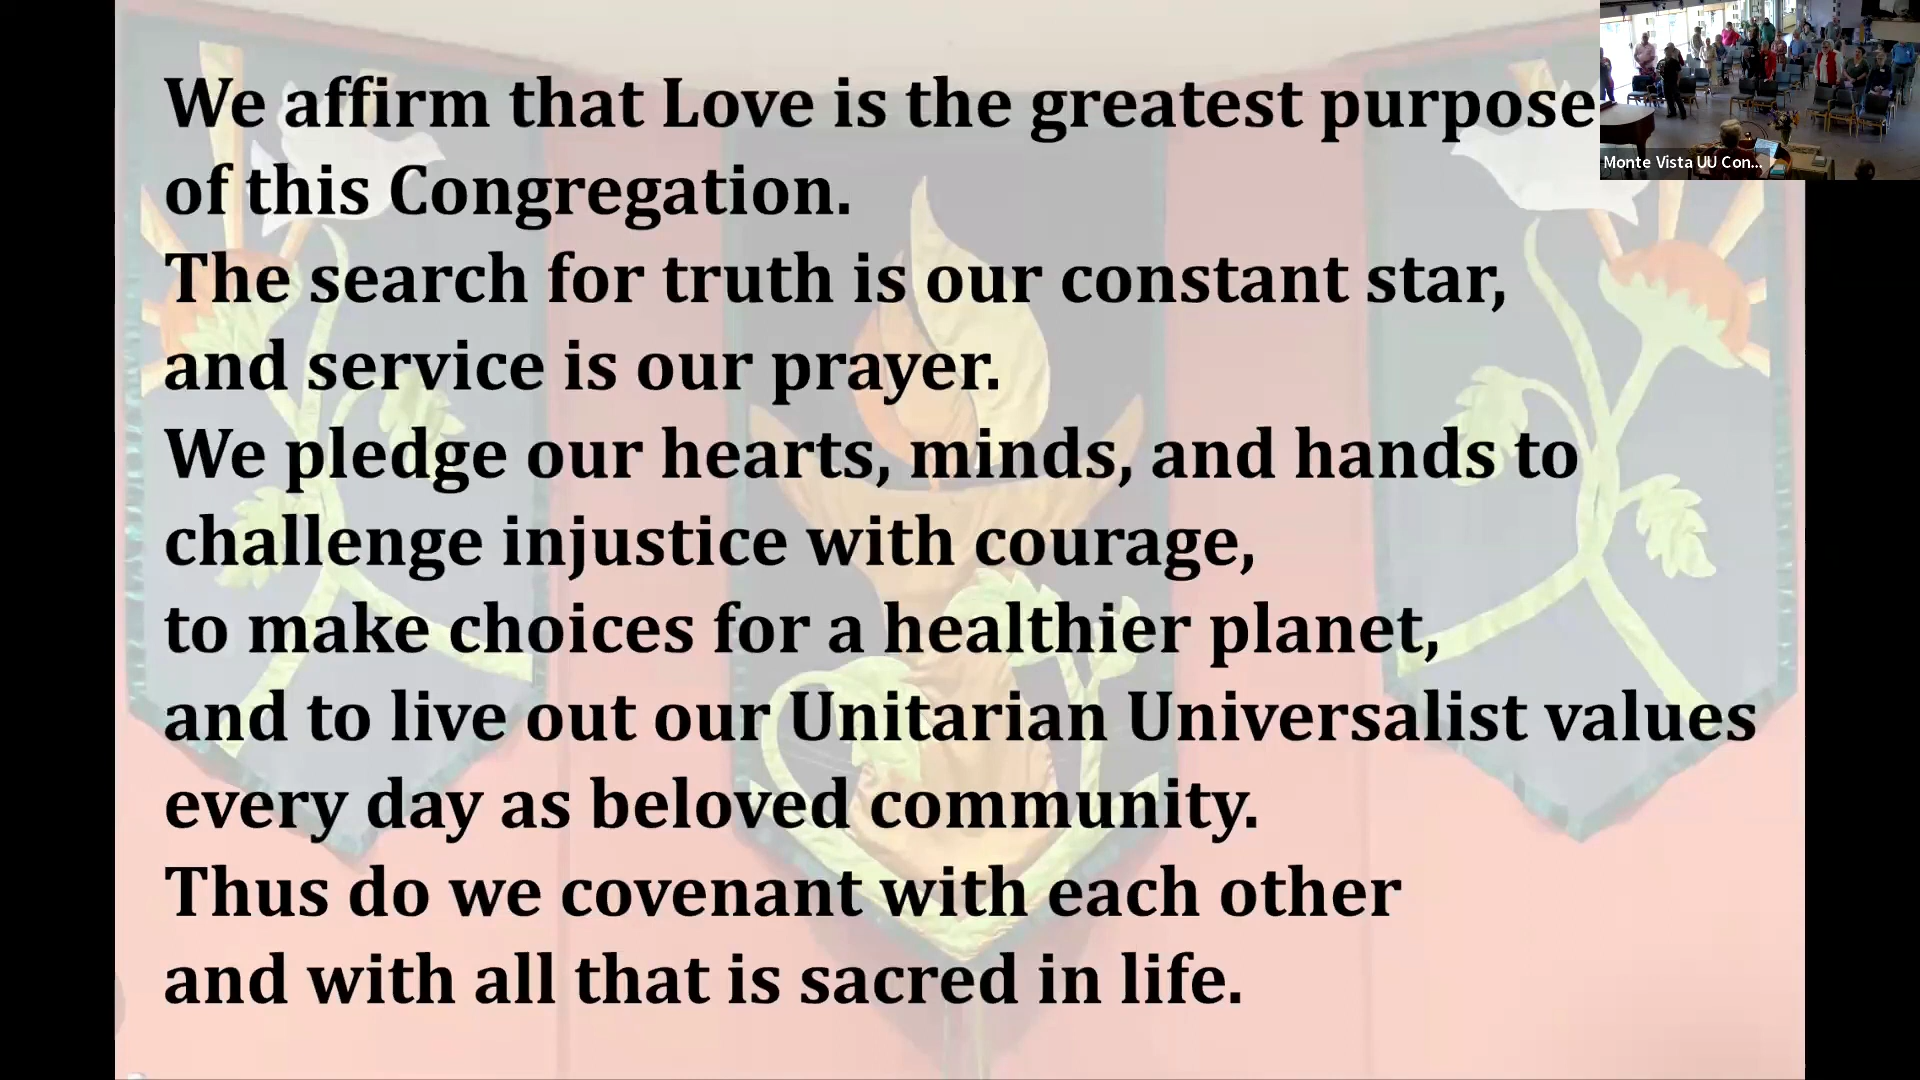 We affirm that Love is the greatest purpose
of this Congregation.
The search for truth is our constant star,
and service is our prayer.
We pledge our hearts, minds, and hands to
challenge injustice with courage,
to make choices for a healthier planet,
and to live out our Unitarian Universalist values
every day as beloved community.
Thus do we covenant with each other
and with all that is sacred in life.
Monte Vista UU Con...